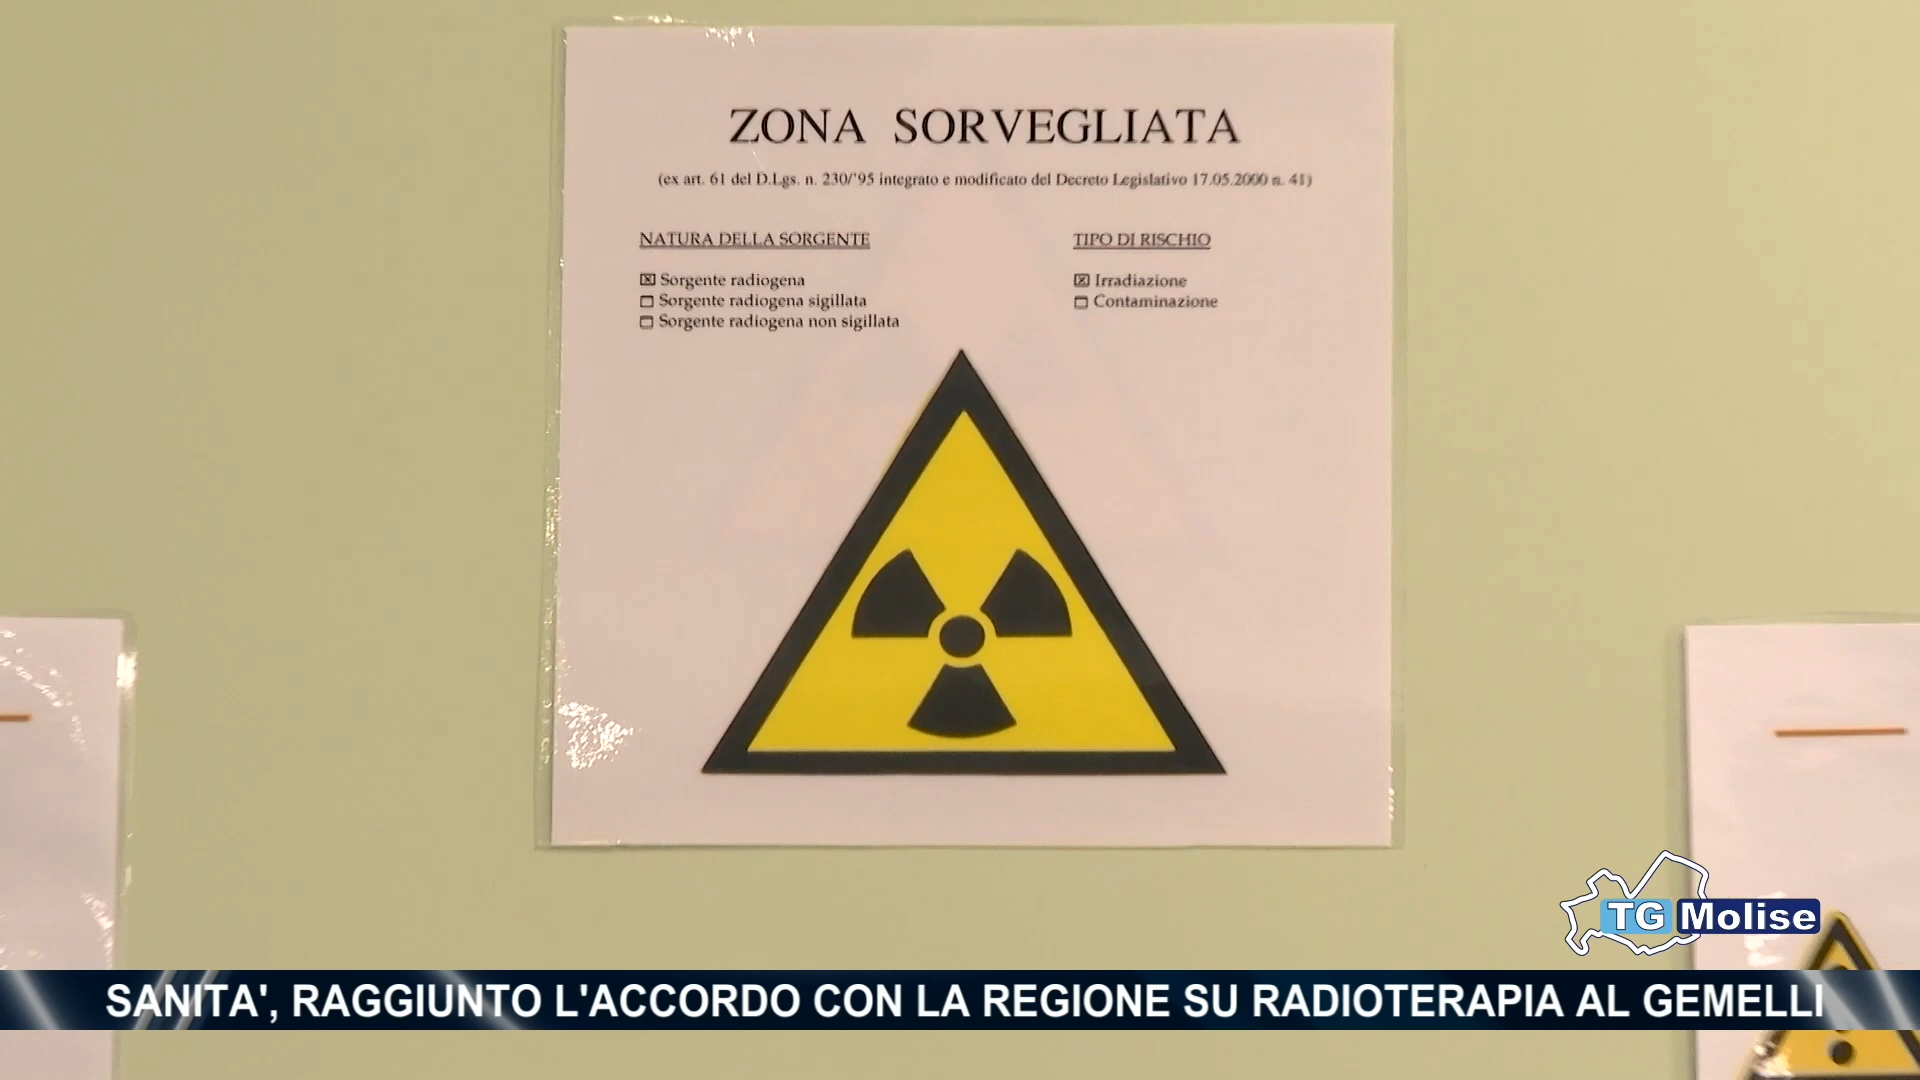 ZONA SORVEGLIATA
(ex art. 61 del D.Lgs. n. 230/'95 integrato e modificato del Decreto Legislativo 17.05.2000 n. 41)
NATURA DELLA SORGENTE
☒ Sorgente radiogena
☐ Sorgente radiogena sigillata
☐ Sorgente radiogena non sigillata
TIPO DI RISCHIO
☒ Irradiazione
☐ Contaminazione
TG Molise
SANITA', RAGGIUNTO L'ACCORDO CON LA REGIONE SU RADIOTERAPIA AL GEMELLI